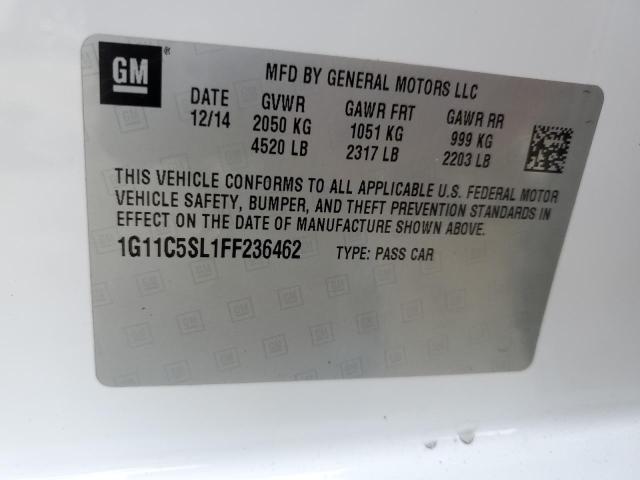 GM
MFD BY GENERAL MOTORS LLC
DATE GVWR GAWR FRT GAWR RR
12/14 2050 KG 1051 KG 999 KG
4520 LB 2317 LB 2203 LB
THIS VEHICLE CONFORMS TO ALL APPLICABLE U.S. FEDERAL MOTOR
VEHICLE SAFETY, BUMPER, AND THEFT PREVENTION STANDARDS IN
EFFECT ON THE DATE OF MANUFACTURE SHOWN ABOVE.
1G11C5SL1FF236462 TYPE: PASS CAR